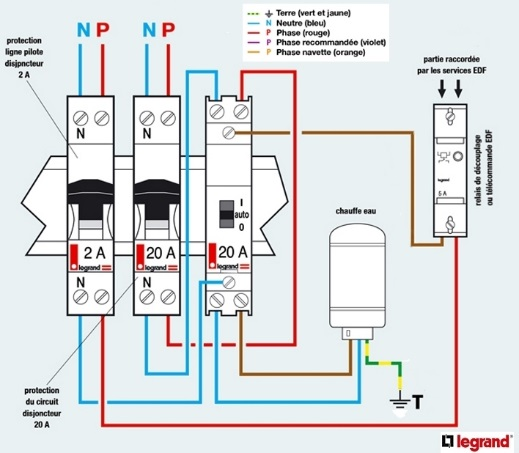 Terre (vert et jaune)
N Neutre (bleu)
P Phase (rouge)
P Phase recommandée (violet)
P Phase navette (orange)
N P N P
protection
ligne pilote
disjoncteur
2 A
partie raccordée
par les services EDF
N
N
legrand
6 A
relais de découplage
ou télécommande EDF
I
auto
0
chauffe eau
2 A
legrand
20 A
legrand
20 A
legrand
N
N
protection
du circuit
disjoncteur
20 A
T
legrand®